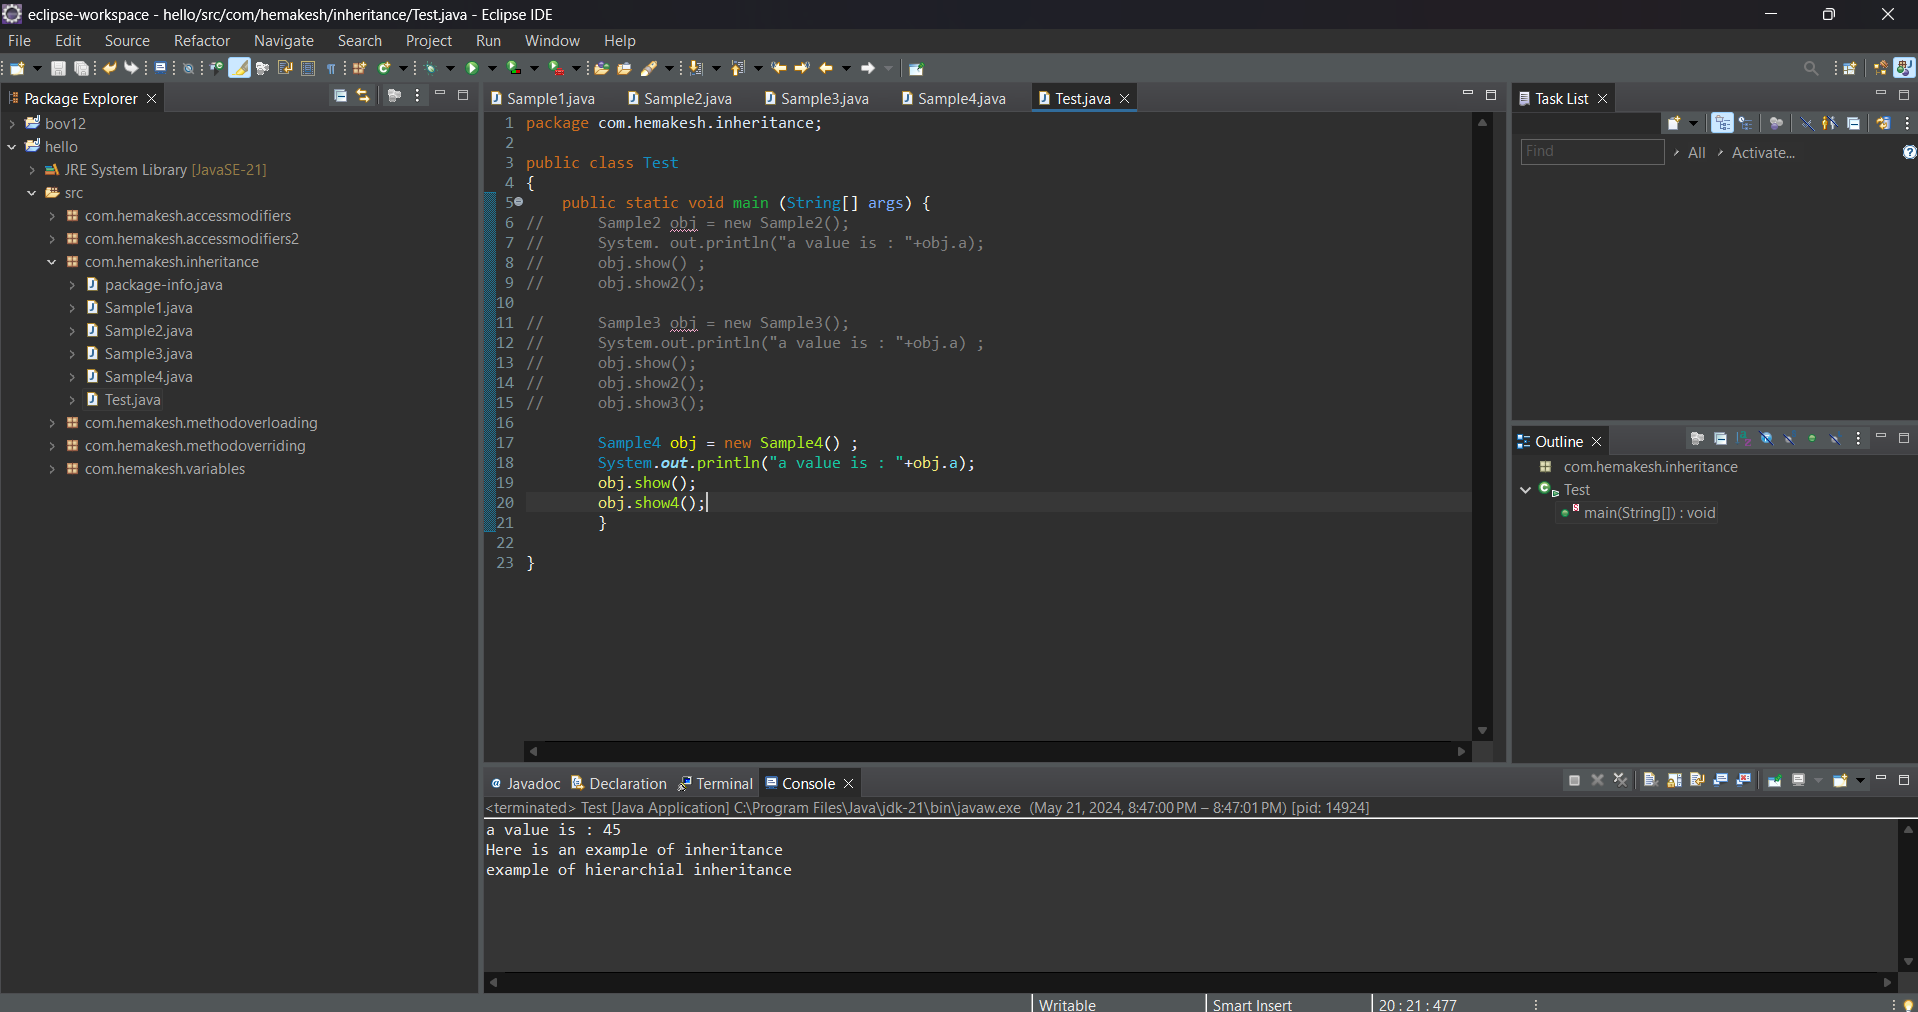 eclipse-workspace - hello/src/com/hemakesh/inheritance/Test.java - Eclipse IDE
File Edit Source Refactor Navigate Search Project Run Window Help
Package Explorer
bov12
hello
JRE System Library [JavaSE-21]
src
com.hemakesh.accessmodifiers
com.hemakesh.accessmodifiers2
com.hemakesh.inheritance
package-info.java
Sample1.java
Sample2.java
Sample3.java
Sample4.java
Test.java
com.hemakesh.methodoverloading
com.hemakesh.methodoverriding
com.hemakesh.variables
Sample1.java Sample2.java Sample3.java Sample4.java Test.java
1 package com.hemakesh.inheritance;
2
3 public class Test
4 {
5 public static void main (String[] args) {
6 // Sample2 obj = new Sample2();
7 // System. out.println("a value is : "+obj.a);
8 // obj.show() ;
9 // obj.show2();
10
11 // Sample3 obj = new Sample3();
12 // System.out.println("a value is : "+obj.a) ;
13 // obj.show();
14 // obj.show2();
15 // obj.show3();
16
17 Sample4 obj = new Sample4() ;
18 System.out.println("a value is : "+obj.a);
19 obj.show();
20 obj.show4();
21 }
22
23 }
Task List
Find All Activate...
Outline
com.hemakesh.inheritance
Test
main(String[]) : void
@ Javadoc Declaration Terminal Console
<terminated> Test [Java Application] C:\Program Files\Java\jdk-21\bin\javaw.exe (May 21, 2024, 8:47:00 PM – 8:47:01 PM) [pid: 14924]
a value is : 45
Here is an example of inheritance
example of hierarchial inheritance
Writable Smart Insert 20 : 21 : 477